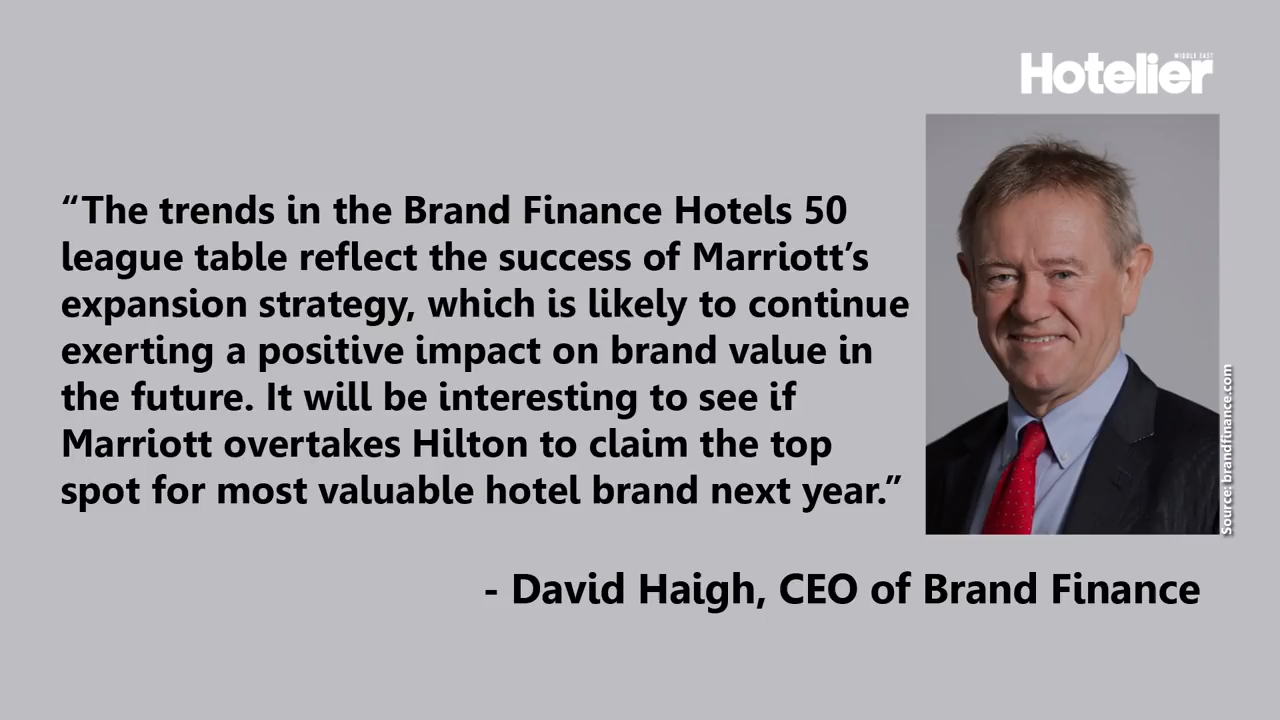 MIDDLE EAST
Hotelier
“The trends in the Brand Finance Hotels 50
league table reflect the success of Marriott’s
expansion strategy, which is likely to continue
exerting a positive impact on brand value in
the future. It will be interesting to see if
Marriott overtakes Hilton to claim the top
spot for most valuable hotel brand next year.”
Source: brandfinance.com
- David Haigh, CEO of Brand Finance